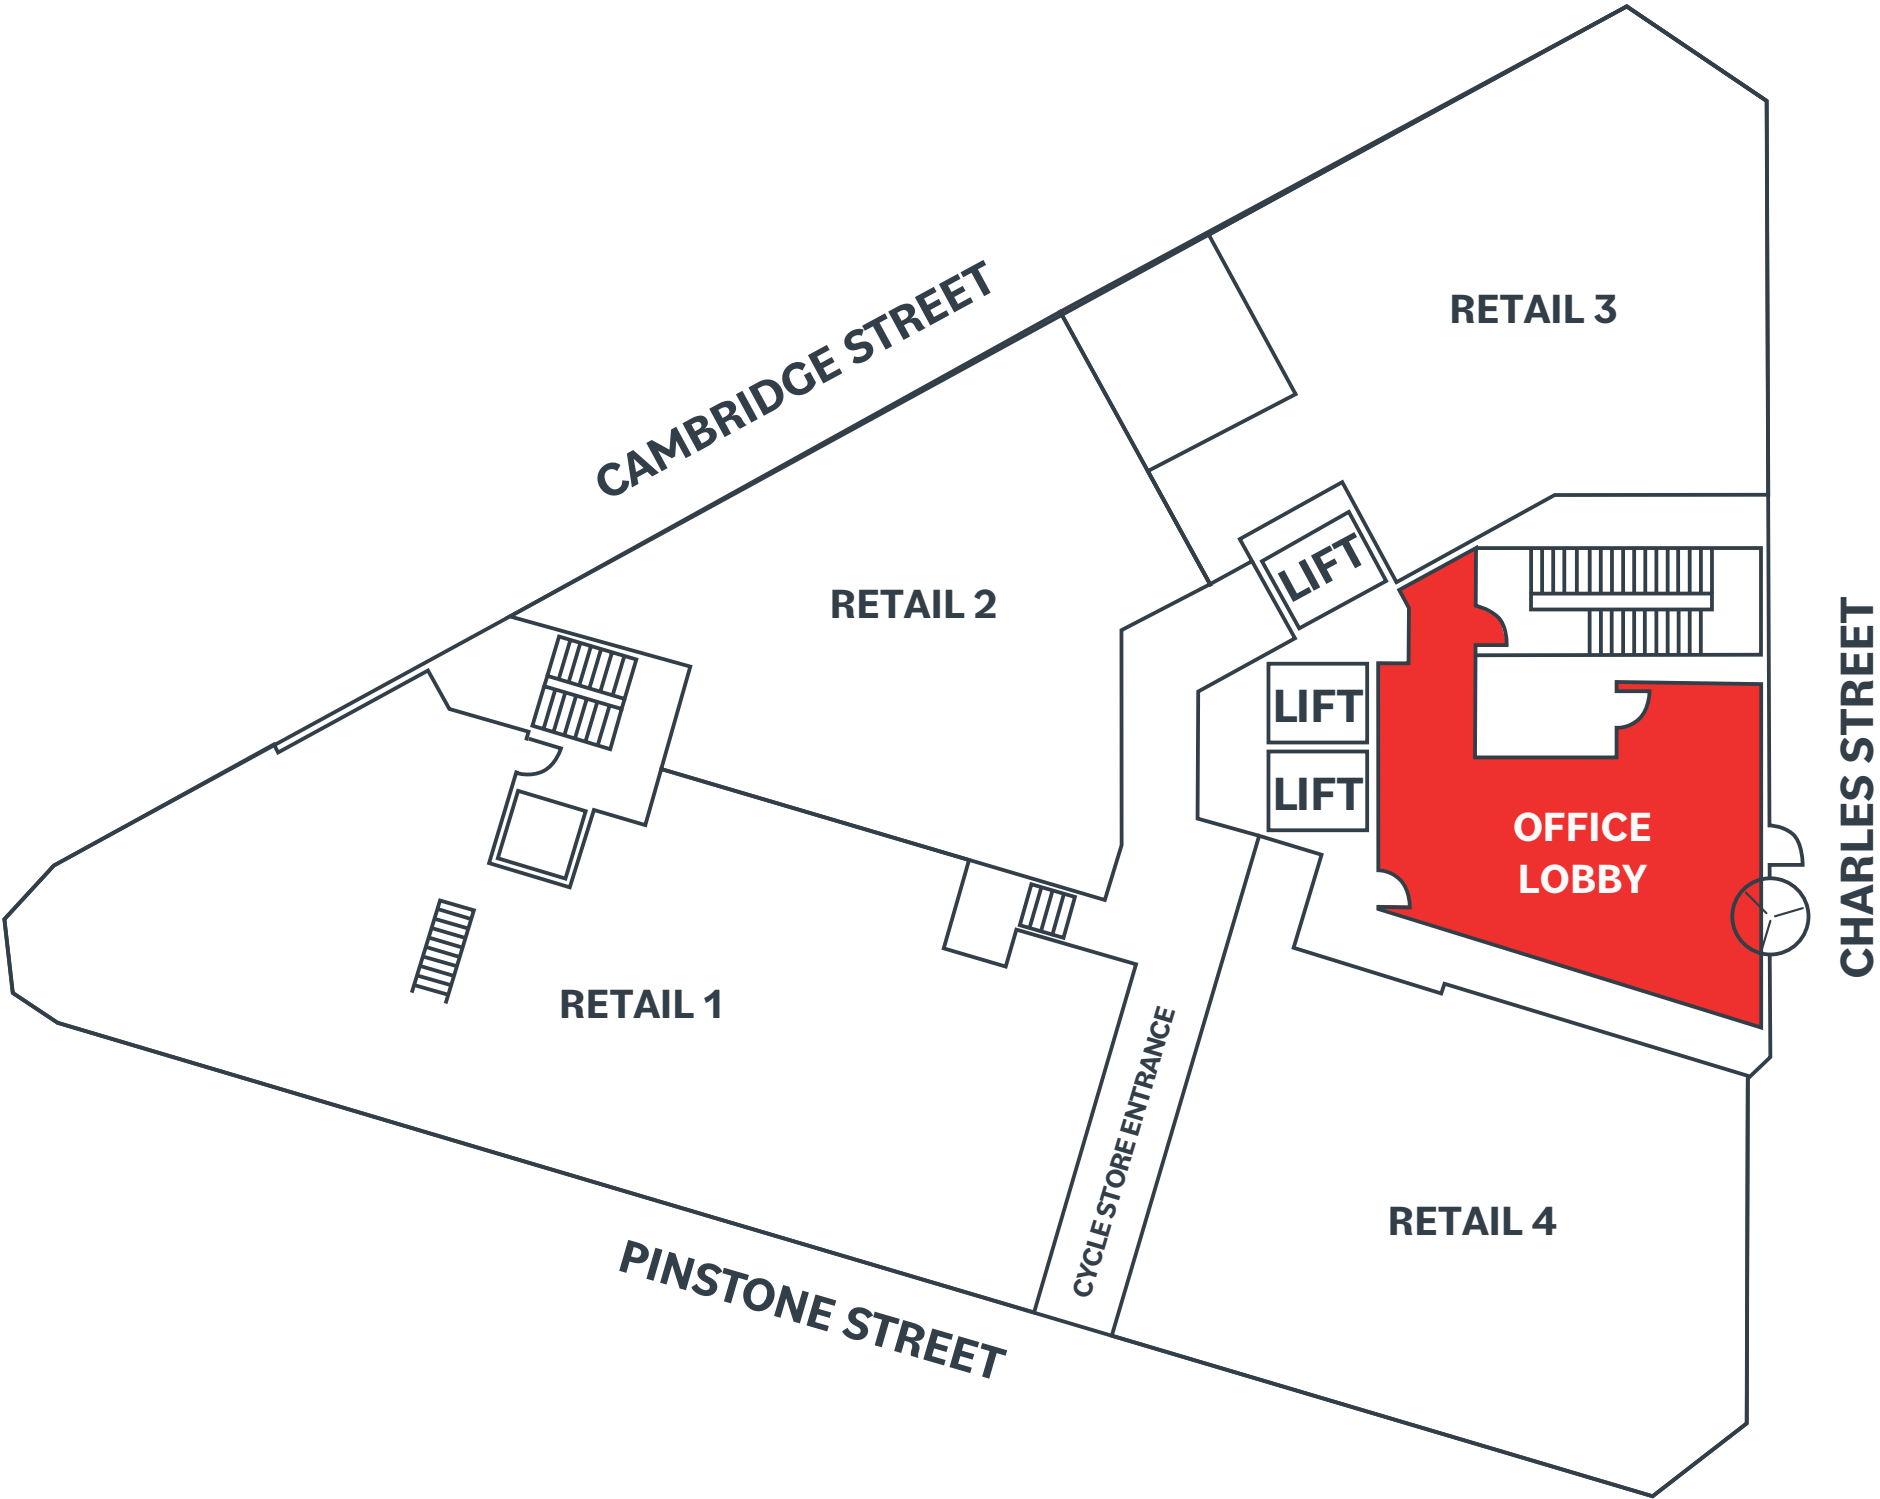 RETAIL 3
CAMBRIDGE STREET
LIFT
RETAIL 2
LIFT
LIFT
OFFICE
LOBBY
CHARLES STREET
RETAIL 1
CYCLE STORE ENTRANCE
RETAIL 4
PINSTONE STREET